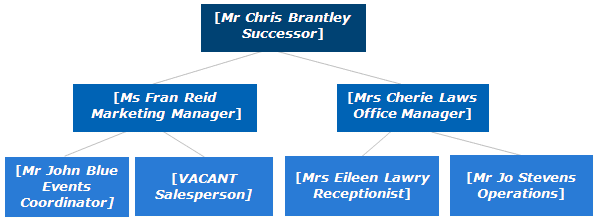 [Mr Chris Brantley
Successor]
[Ms Fran Reid
Marketing Manager]
[Mrs Cherie Laws
Office Manager]
[Mr John Blue
Events
Coordinator]
[VACANT
Salesperson]
[Mrs Eileen Lawry
Receptionist]
[Mr Jo Stevens
Operations]